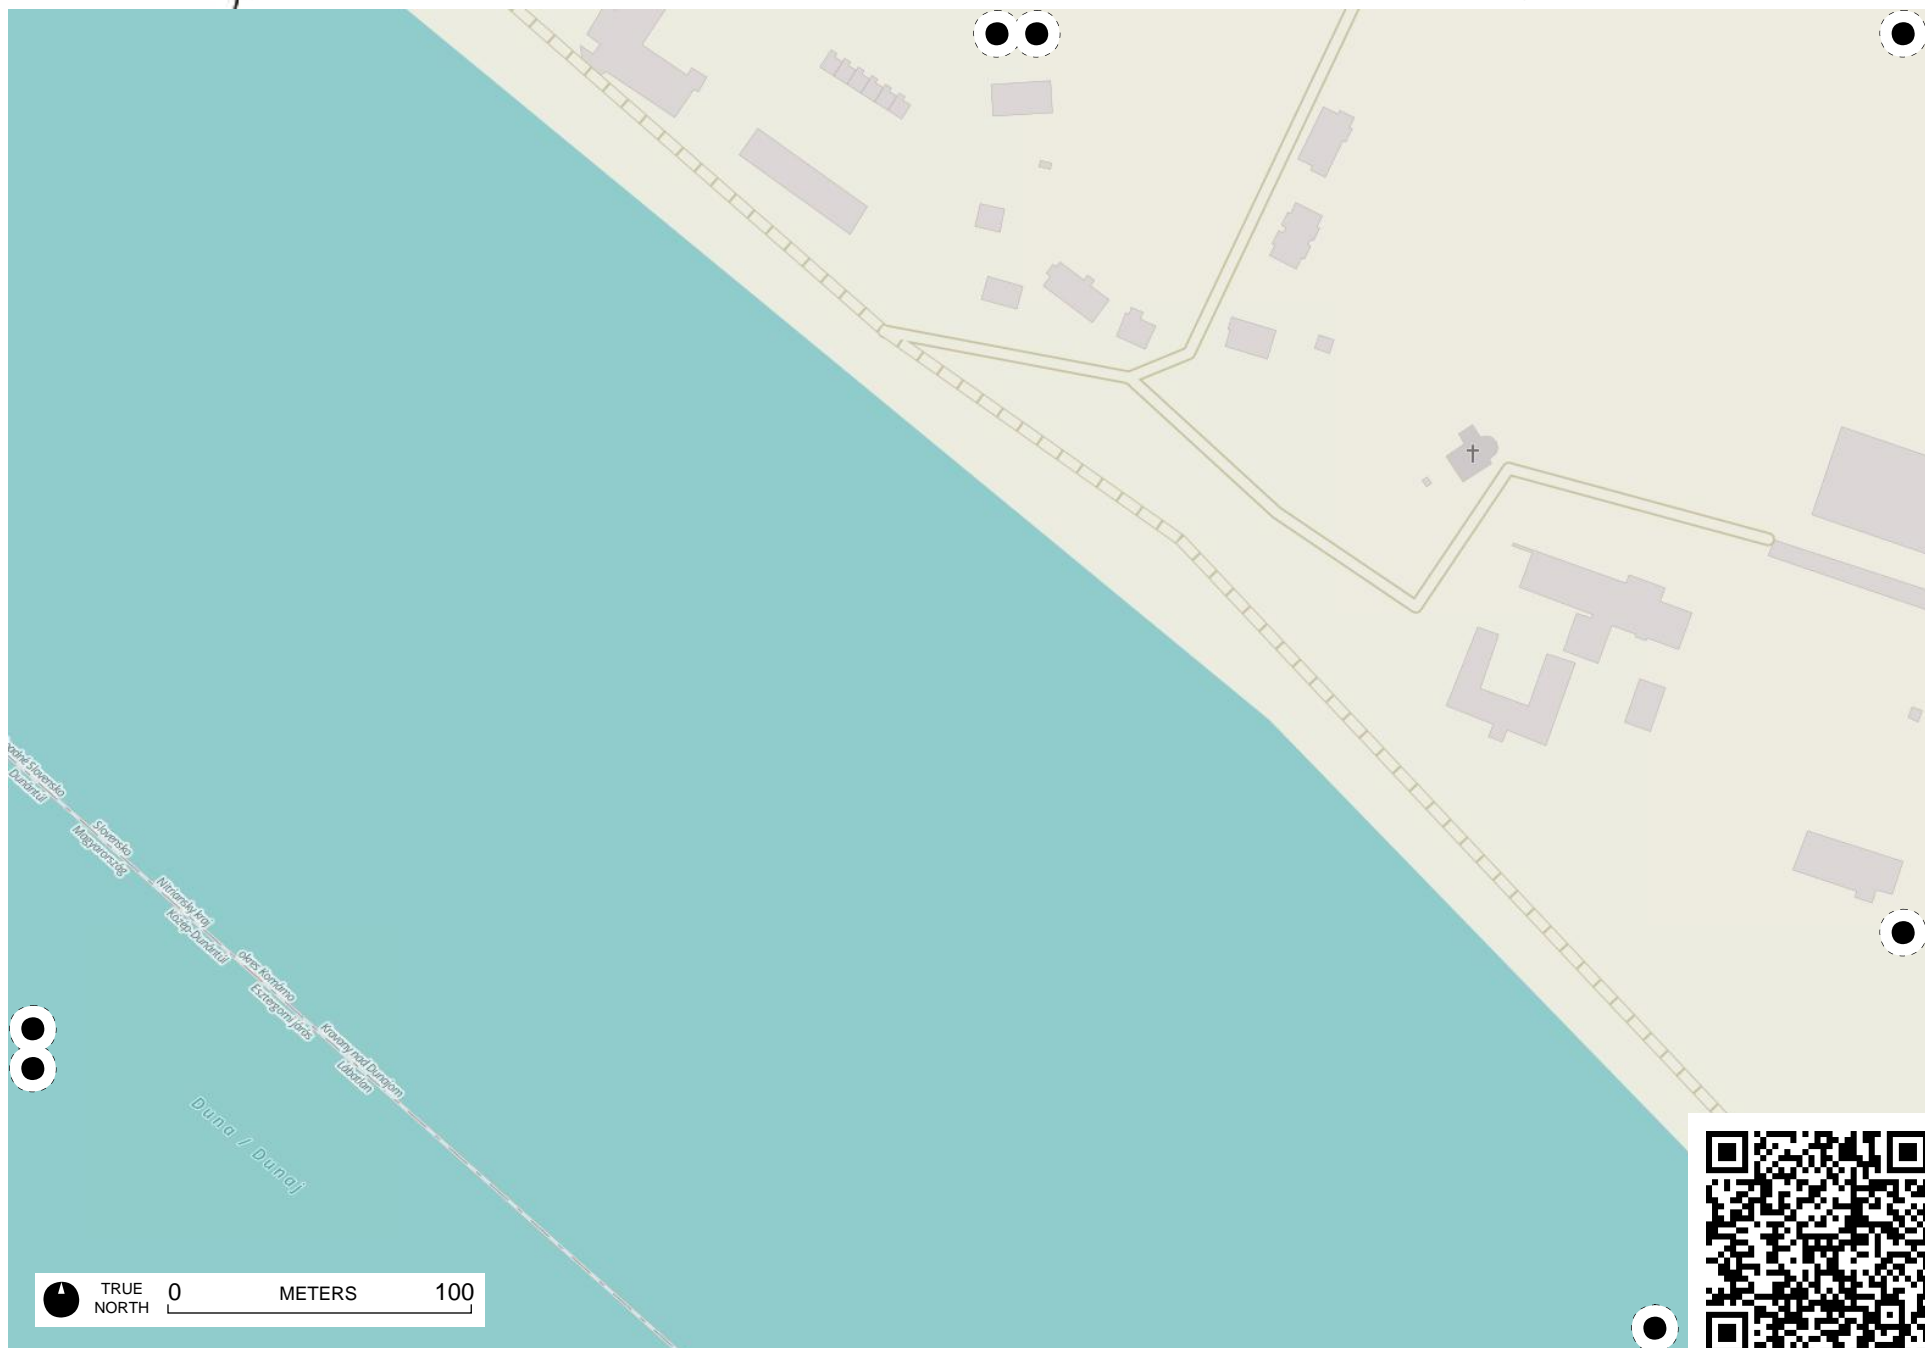 Slovensko
Dunántúl
Slovensko
Magyarország
Nitriansky kraj
Közép-Dunántúl
okres Komárno
Esztergomi járás
Kravany nad Dunajom
Lábatlan
Duna / Dunaj
TRUE NORTH
0 METERS 100